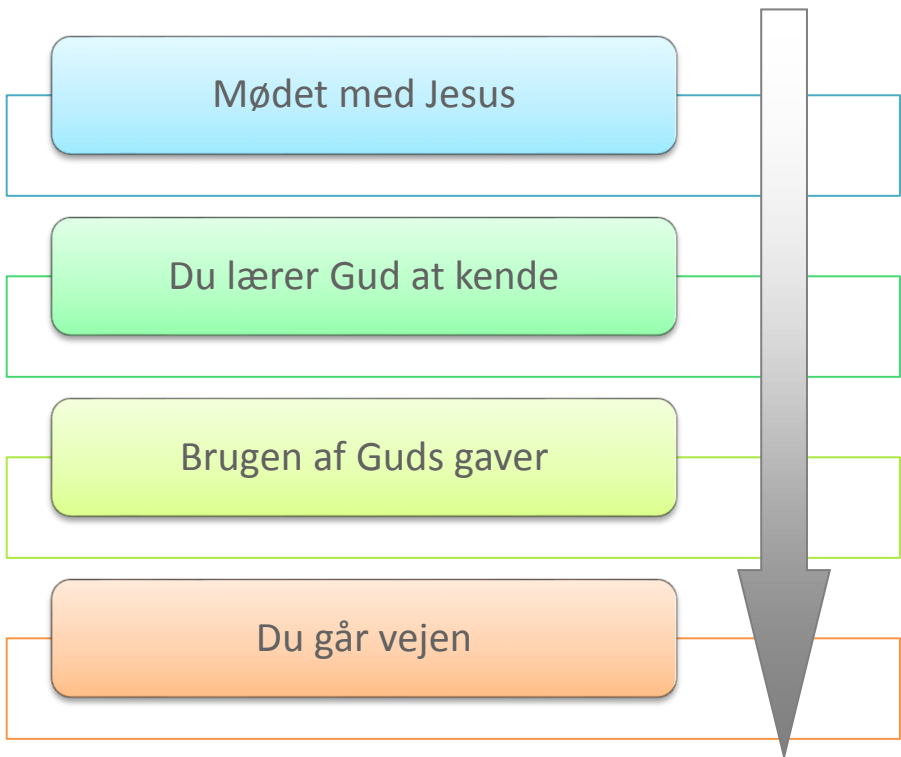 Mødet med Jesus
Du lærer Gud at kende
Brugen af Guds gaver
Du går vejen